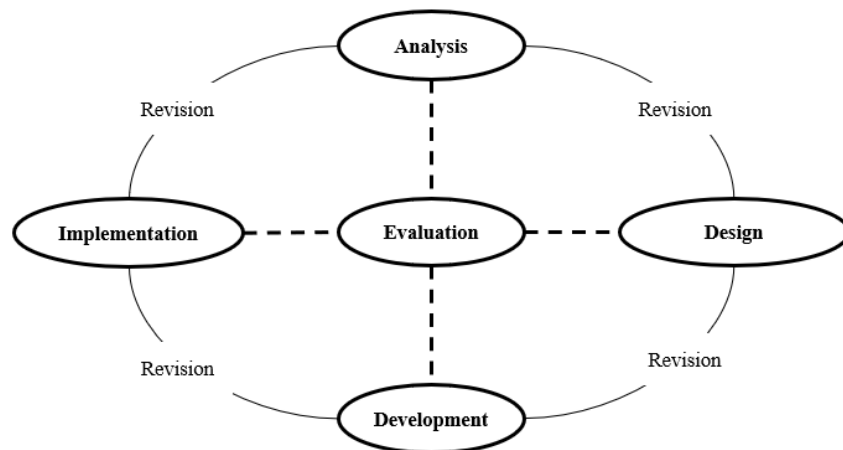 Analysis
Revision
Revision
Implementation
Evaluation
Design
Revision
Revision
Development